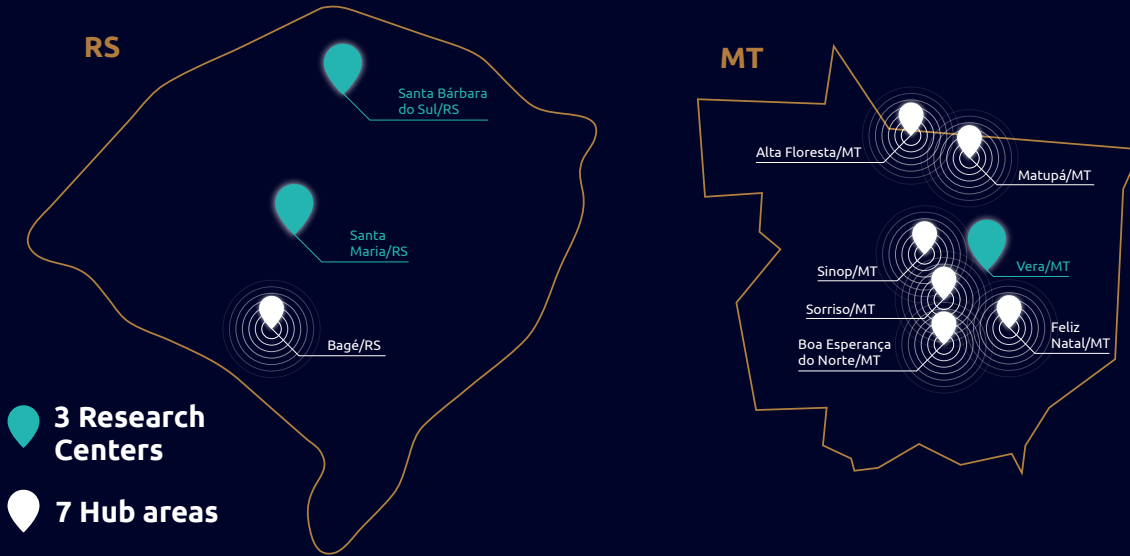 RS
Santa Bárbara
do Sul/RS
Santa
Maria/RS
Bagé/RS
3 Research
Centers
7 Hub areas
MT
Alta Floresta/MT
Matupá/MT
Sinop/MT
Vera/MT
Sorriso/MT
Boa Esperança
do Norte/MT
Feliz
Natal/MT